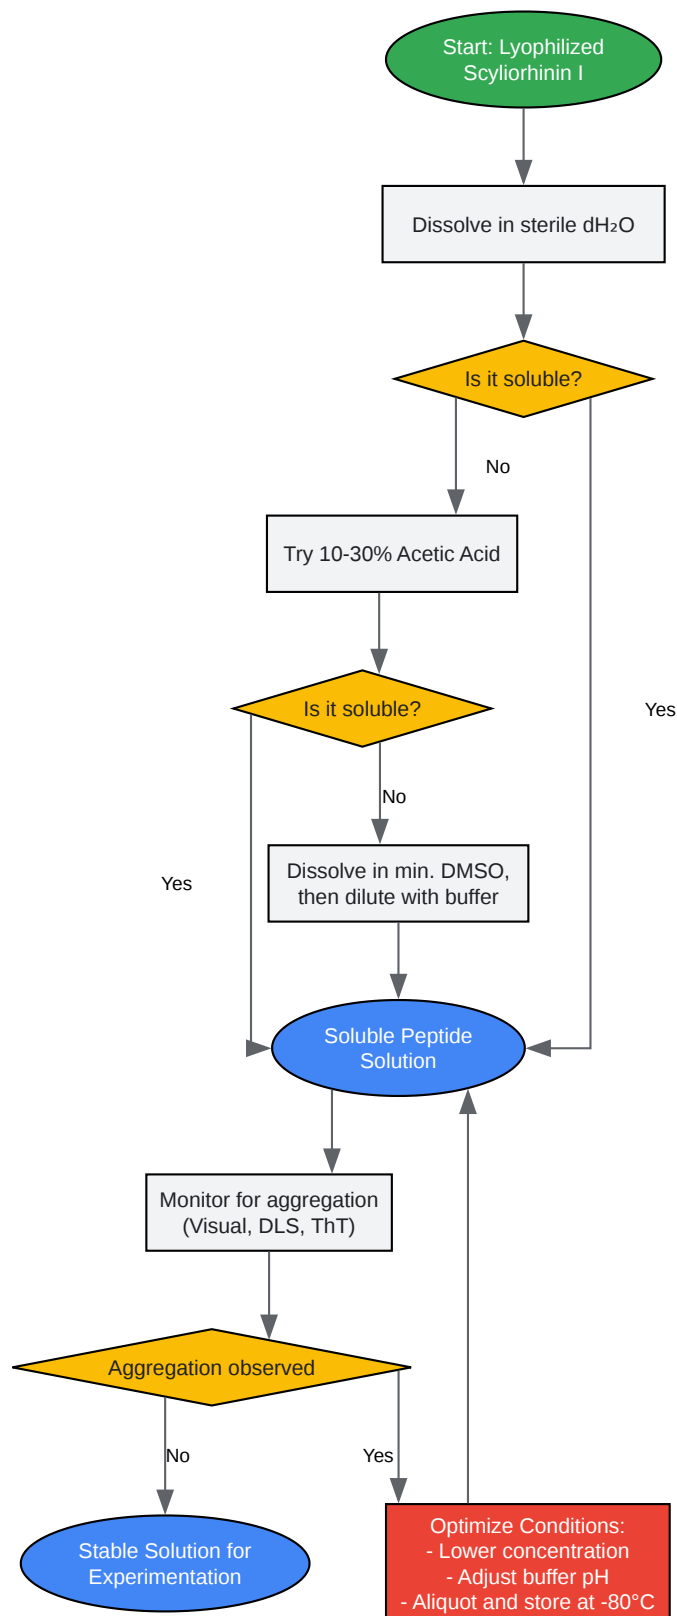 Start: Lyophilized
Scyliorhinin I
Dissolve in sterile dH₂O
Is it soluble?
No
Try 10-30% Acetic Acid
Is it soluble?
Yes
No
Dissolve in min. DMSO,
then dilute with buffer
Yes
Soluble Peptide
Solution
Monitor for aggregation
(Visual, DLS, ThT)
Aggregation observed
No
Yes
Stable Solution for
Experimentation
Optimize Conditions:
- Lower concentration
- Adjust buffer pH
- Aliquot and store at -80°C